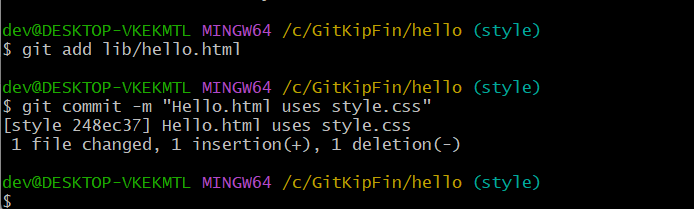 dev@DESKTOP-VKEKMTL MINGW64 /c/GitKipFin/hello (style)
$ git add lib/hello.html
dev@DESKTOP-VKEKMTL MINGW64 /c/GitKipFin/hello (style)
$ git commit -m "Hello.html uses style.css"
[style 248ec37] Hello.html uses style.css
 1 file changed, 1 insertion(+), 1 deletion(-)
dev@DESKTOP-VKEKMTL MINGW64 /c/GitKipFin/hello (style)
$